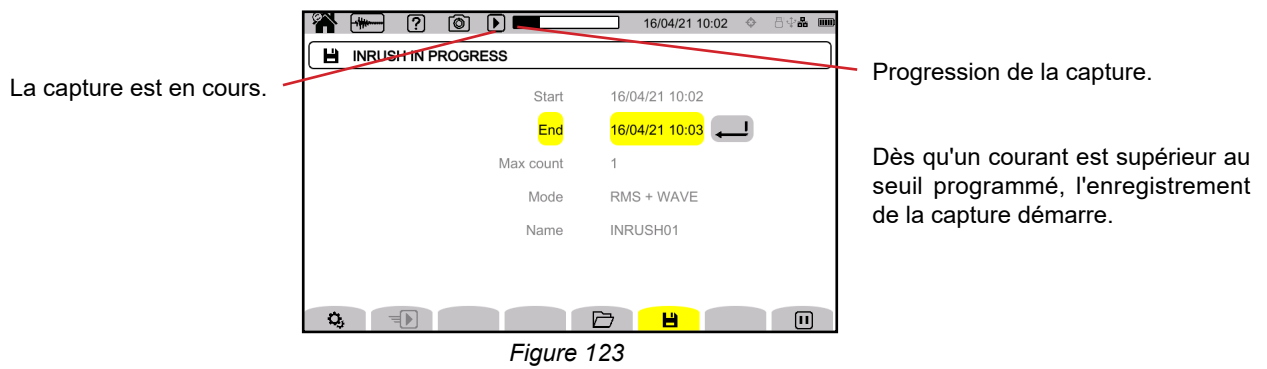 16/04/21 10:02
INRUSH IN PROGRESS
La capture est en cours.
Start 16/04/21 10:02
End 16/04/21 10:03
Max count 1
Mode RMS + WAVE
Name INRUSH01
Progression de la capture.
Dès qu'un courant est supérieur au
seuil programmé, l'enregistrement
de la capture démarre.
Figure 123